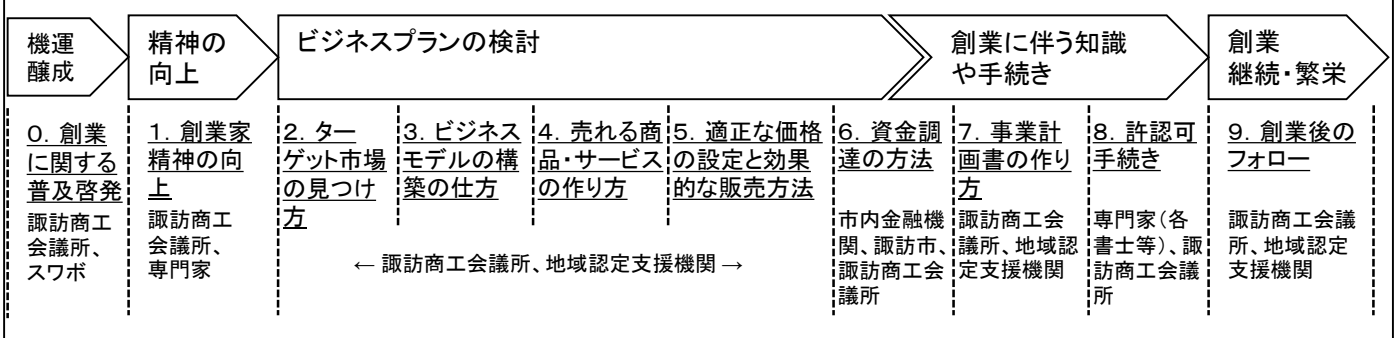 機運
醸成
精神の
向上
ビジネスプランの検討
創業に伴う知識
や手続き
創業
継続・繁栄
０．創業
に関する
普及啓発
諏訪商工
会議所、
スワボ
１．創業家
精神の向
上
諏訪商工
会議所、
専門家
２．ター
ゲット市場
の見つけ
方
３．ビジネス
モデルの構
築の仕方
４．売れる商
品・サービス
の作り方
５．適正な価格
の設定と効果
的な販売方法
← 諏訪商工会議所、地域認定支援機関 →
６．資金調
達の方法
市内金融機
関、諏訪市、
諏訪商工会
議所
７．事業計
画書の作り
方
諏訪商工会
議所、地域認
定支援機関
８．許認可
手続き
専門家（各
書士等）、諏
訪商工会議
所
９．創業後の
フォロー
諏訪商工会議
所、地域認定
支援機関